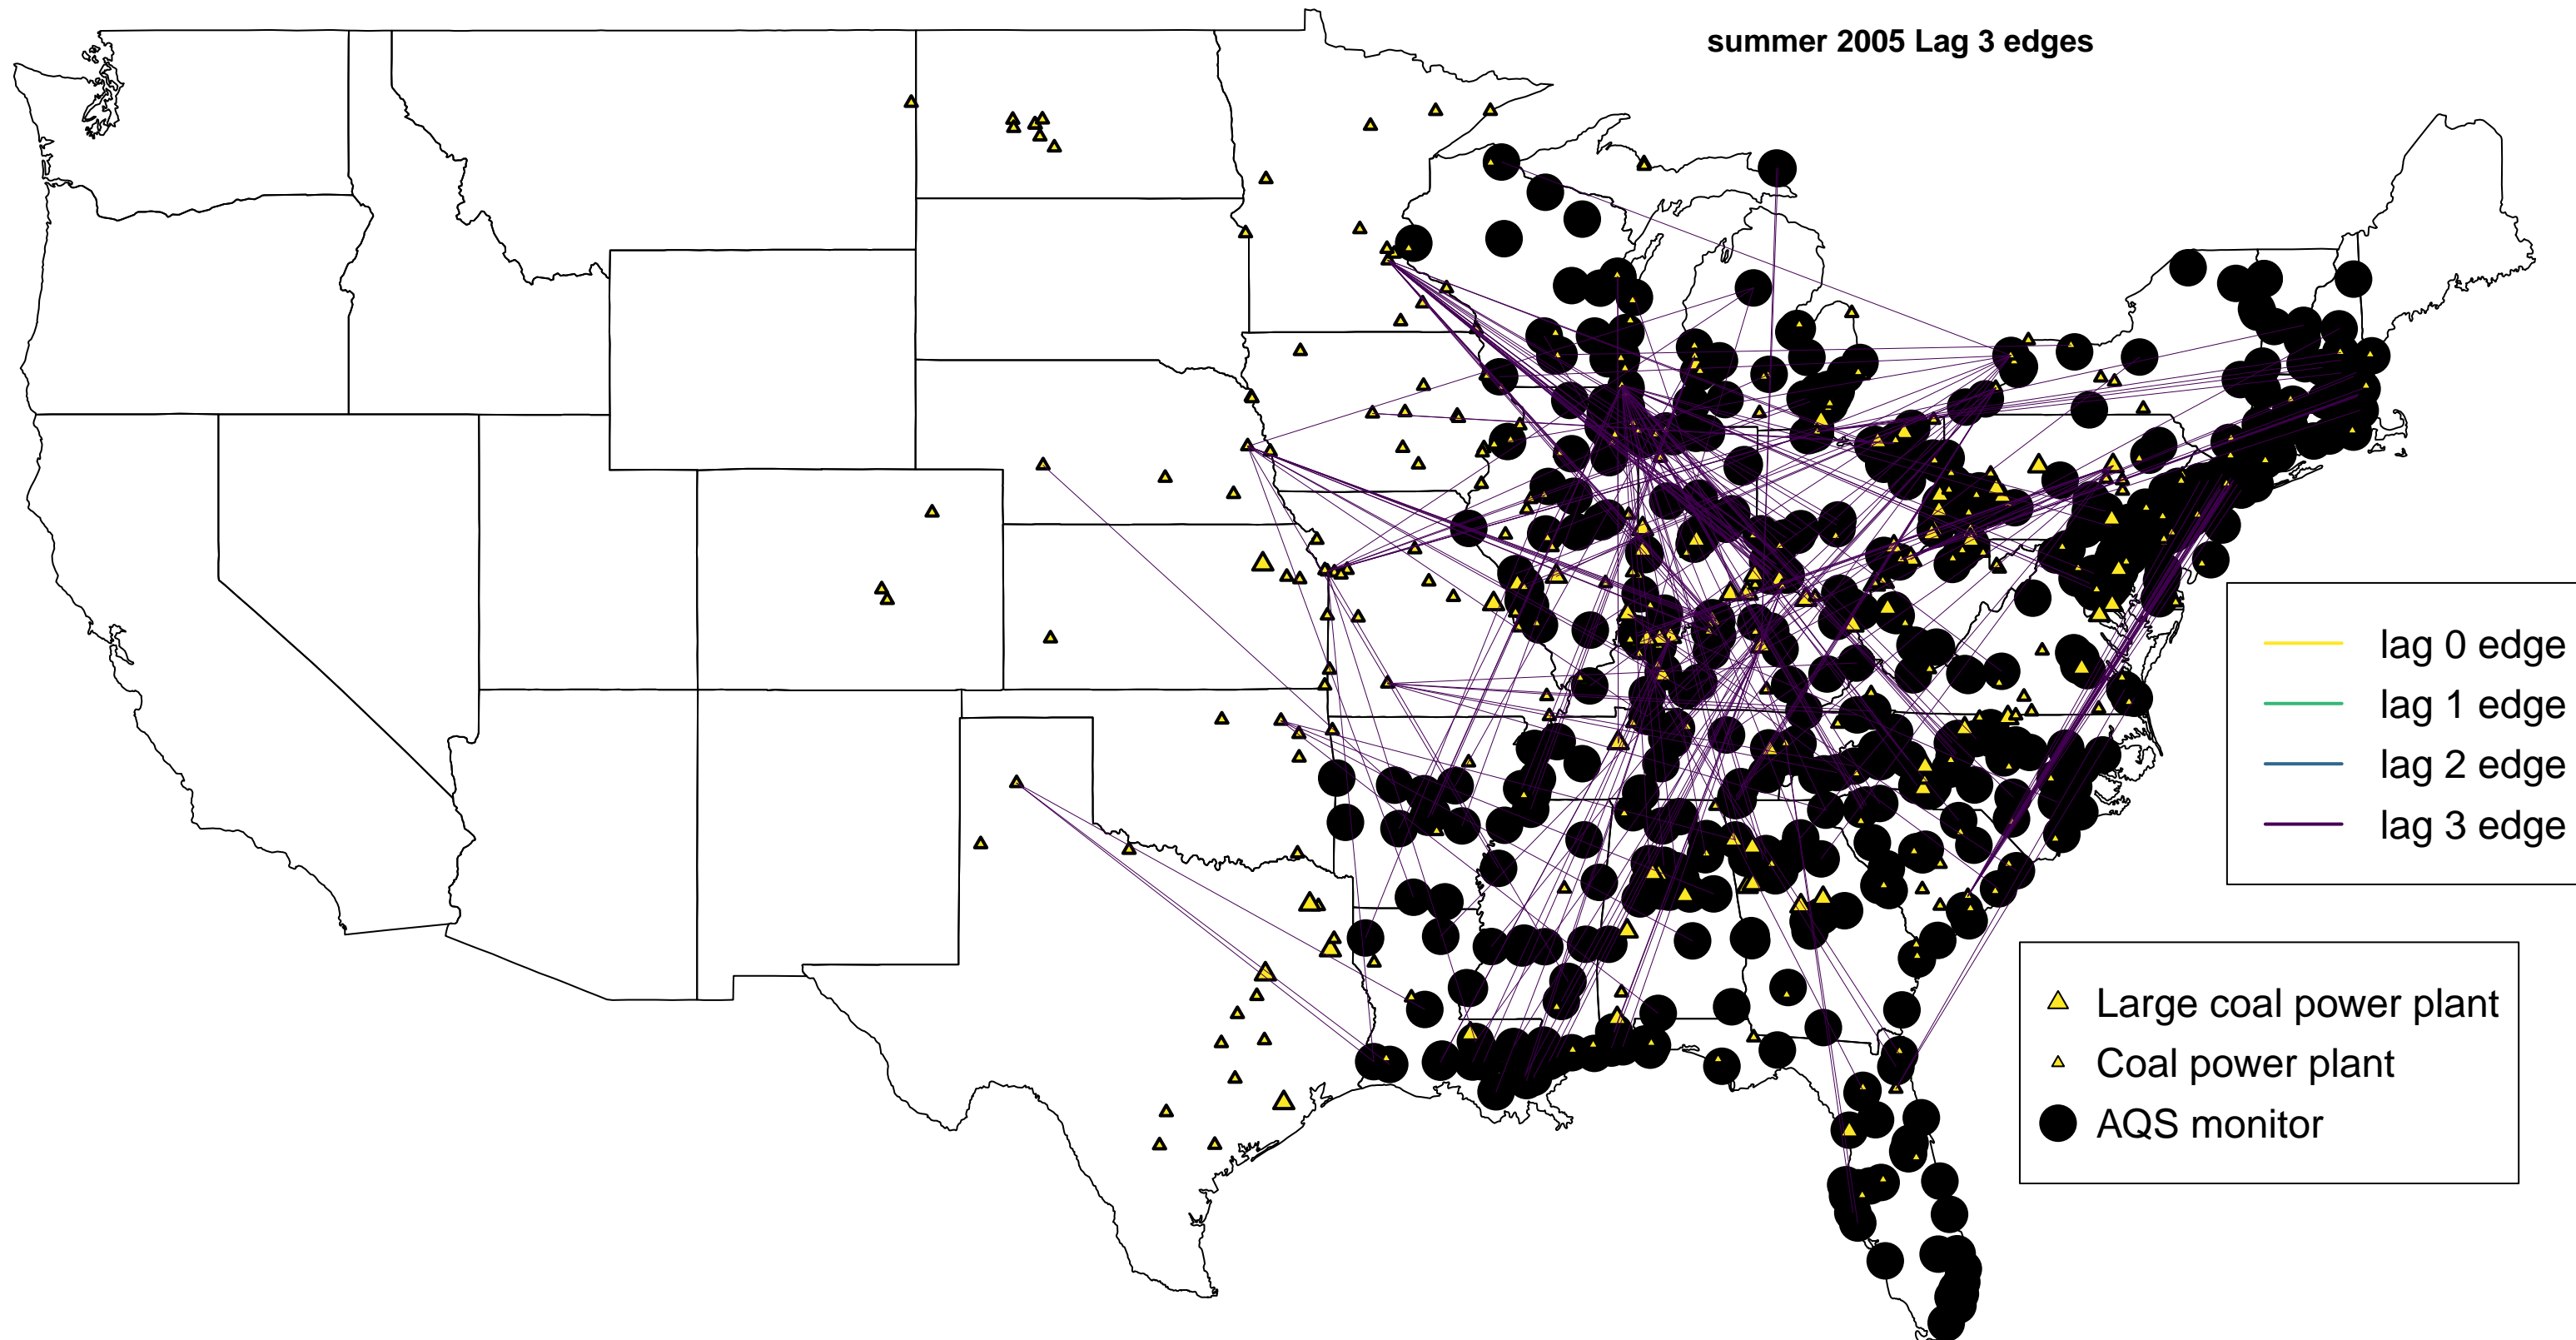 summer 2005 Lag 3 edges
lag 0 edge
lag 1 edge
lag 2 edge
lag 3 edge
Large coal power plant
Coal power plant
AQS monitor